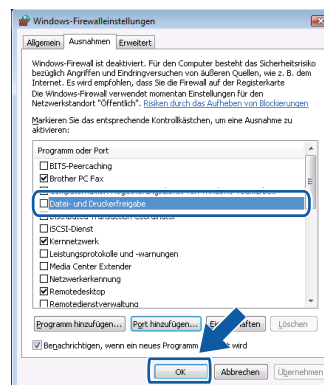 Windows-Firewalleinstellungen
Allgemein Ausnahmen Erweitert
Windows-Firewall ist deaktiviert. Für den Computer besteht das Sicherheitsrisiko
bezüglich Angriffen und Eindringversuchen von äußeren Quellen, wie z. B. dem
Internet. Es wird empfohlen, dass Sie die Firewall auf der Registerkarte
Die Windows-Firewall verwendet momentan Einstellungen für den
Netzwerkstandort "Öffentlich". Risiken durch das Aufheben von Blockierungen
Markieren Sie das entsprechende Kontrollkästchen, um eine Ausnahme zu
aktivieren:
Programm oder Port
BITS-Peercaching
Brother PC Fax
Datei- und Druckerfreigabe
Distributed Transaction Coordinator
iSCSI-Dienst
Kernnetzwerk
Leistungsprotokolle und -warnungen
Media Center Extender
Netzwerkerkennung
Remotedesktop
Remotedienstverwaltung
Programm hinzufügen... Port hinzufügen... Löschen
Benachrichtigen, wenn ein neues Programm wird
OK Abbrechen Übernehmen